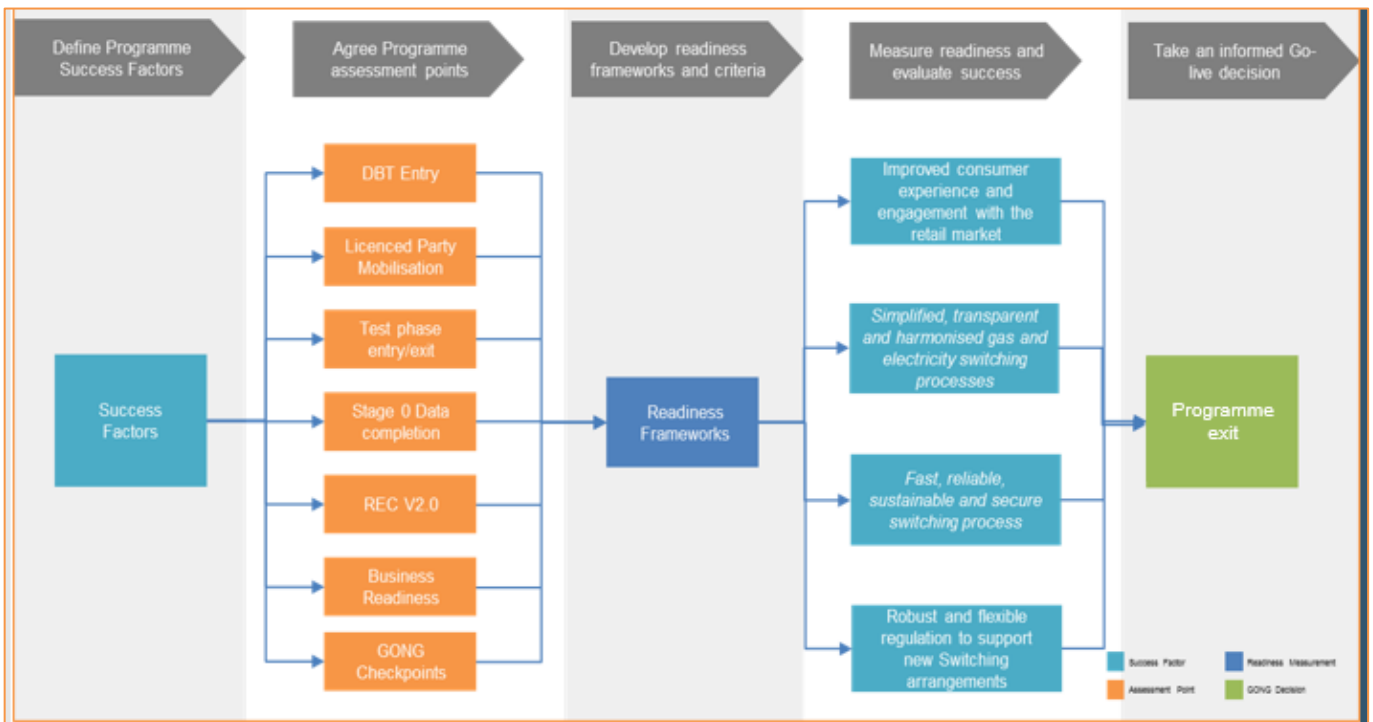 Define Programme
Success Factors
Agree Programme
assessment points
Develop readiness
frameworks and criteria
Measure readiness and
evaluate success
Take an informed Go-
live decision
Success
Factors
DBT Entry
Licenced Party
Mobilisation
Test phase
entry/exit
Stage 0 Data
completion
REC V2.0
Business
Readiness
GONG
Checkpoints
Readiness
Frameworks
Improved consumer
experience and
engagement with the
retail market
Simplified, transparent
and harmonised gas and
electricity switching
processes
Fast, reliable,
sustainable and secure
switching process
Robust and flexible
regulation to support
new Switching
arrangements
Programme
exit
Success Factor
Readiness Measurement
Assessment Point
GONG Decision